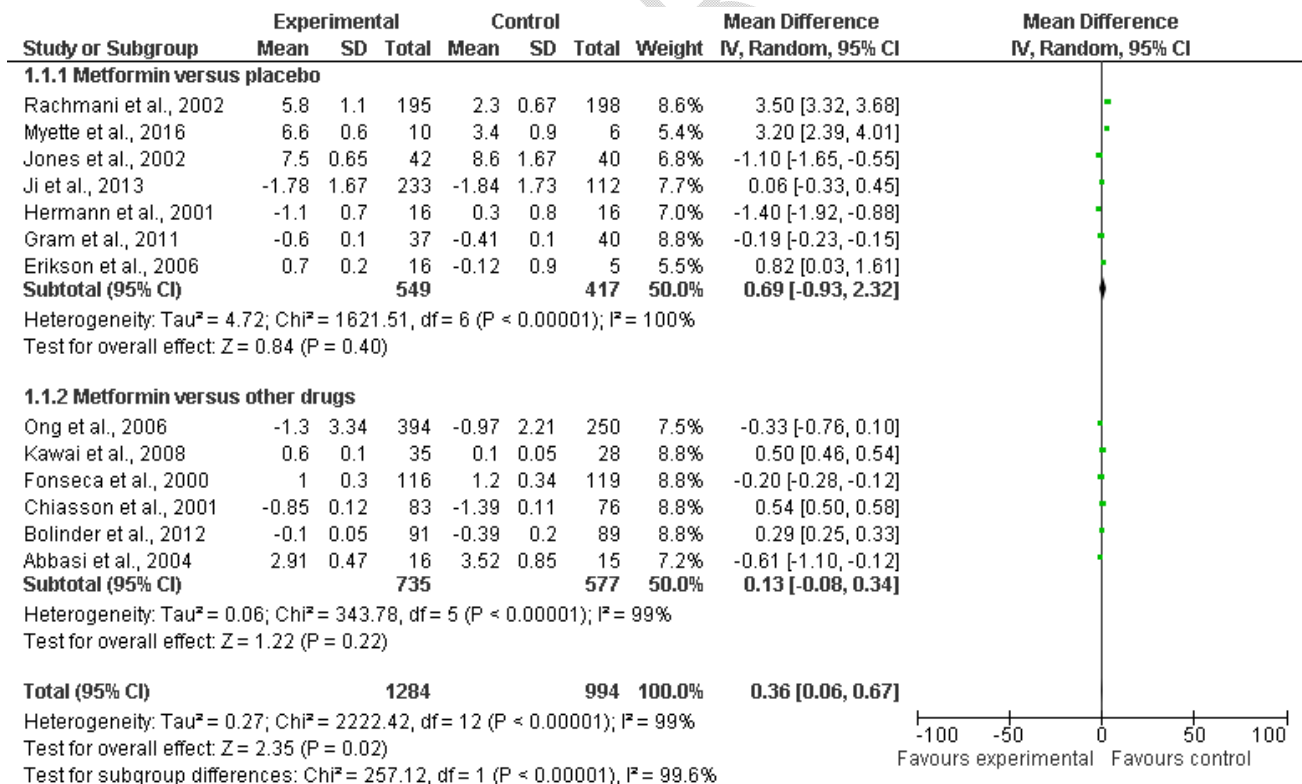 Experimental Control Mean Difference Mean Difference
Study or Subgroup Mean SD Total Mean SD Total Weight IV, Random, 95% CI IV, Random, 95% CI
1.1.1 Metformin versus placebo
Rachmani et al., 2002 5.8 1.1 195 2.3 0.67 198 8.6% 3.50 [3.32, 3.68]
Myette et al., 2016 6.6 0.6 10 3.4 0.9 6 5.4% 3.20 [2.39, 4.01]
Jones et al., 2002 7.5 0.65 42 8.6 1.67 40 6.8% -1.10 [-1.65, -0.55]
Ji et al., 2013 -1.78 1.67 233 -1.84 1.73 112 7.7% 0.06 [-0.33, 0.45]
Hermann et al., 2001 -1.1 0.7 16 0.3 0.8 16 7.0% -1.40 [-1.92, -0.88]
Gram et al., 2011 -0.6 0.1 37 -0.41 0.1 40 8.8% -0.19 [-0.23, -0.15]
Erikson et al., 2006 0.7 0.2 16 -0.12 0.9 5 5.5% 0.82 [0.03, 1.61]
Subtotal (95% CI) 549 417 50.0% 0.69 [-0.93, 2.32]
Heterogeneity: Tau² = 4.72; Chi² = 1621.51, df = 6 (P < 0.00001); I² = 100%
Test for overall effect: Z = 0.84 (P = 0.40)
1.1.2 Metformin versus other drugs
Ong et al., 2006 -1.3 3.34 394 -0.97 2.21 250 7.5% -0.33 [-0.76, 0.10]
Kawai et al., 2008 0.6 0.1 35 0.1 0.05 28 8.8% 0.50 [0.46, 0.54]
Fonseca et al., 2000 1 0.3 116 1.2 0.34 119 8.8% -0.20 [-0.28, -0.12]
Chiasson et al., 2001 -0.85 0.12 83 -1.39 0.11 76 8.8% 0.54 [0.50, 0.58]
Bolinder et al., 2012 -0.1 0.05 91 -0.39 0.2 89 8.8% 0.29 [0.25, 0.33]
Abbasi et al., 2004 2.91 0.47 16 3.52 0.85 15 7.2% -0.61 [-1.10, -0.12]
Subtotal (95% CI) 735 577 50.0% 0.13 [-0.08, 0.34]
Heterogeneity: Tau² = 0.06; Chi² = 343.78, df = 5 (P < 0.00001); I² = 99%
Test for overall effect: Z = 1.22 (P = 0.22)
Total (95% CI) 1284 994 100.0% 0.36 [0.06, 0.67]
Heterogeneity: Tau² = 0.27; Chi² = 2222.42, df = 12 (P < 0.00001); I² = 99%
Test for overall effect: Z = 2.35 (P = 0.02)
Test for subgroup differences: Chi² = 257.12, df = 1 (P < 0.00001), I² = 99.6%
-100 -50 0 50 100
Favours experimental Favours control